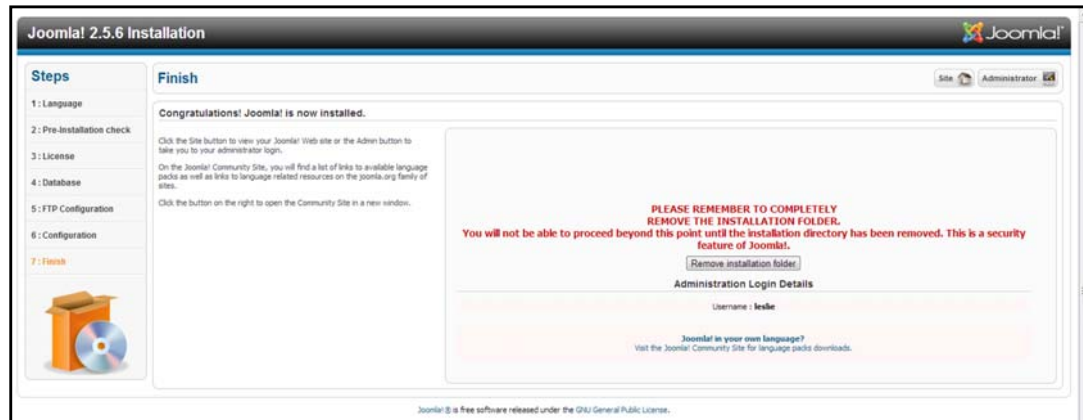 Joomla! 2.5.6 Installation
Joomla!
Steps
1 : Language
2 : Pre-Installation check
3 : License
4 : Database
5 : FTP Configuration
6 : Configuration
7 : Finish
Finish
Site
Administrator
Congratulations! Joomla! is now installed.
Click the Site button to view your Joomla! Web site or the Admin button to
take you to your administrator login.
On the Joomla! Community Site, you will find a list of links to available language
packs as well as links to language related resources on the joomla.org family of
sites.
Click the button on the right to open the Community Site in a new window.
PLEASE REMEMBER TO COMPLETELY
REMOVE THE INSTALLATION FOLDER.
You will not be able to proceed beyond this point until the installation directory has been removed. This is a security
feature of Joomla!.
Remove installation folder
Administration Login Details
Username : leslie
Joomla! in your own language?
Visit the Joomla! Community Site for language packs downloads.
Joomla! ® is free software released under the GNU General Public License.